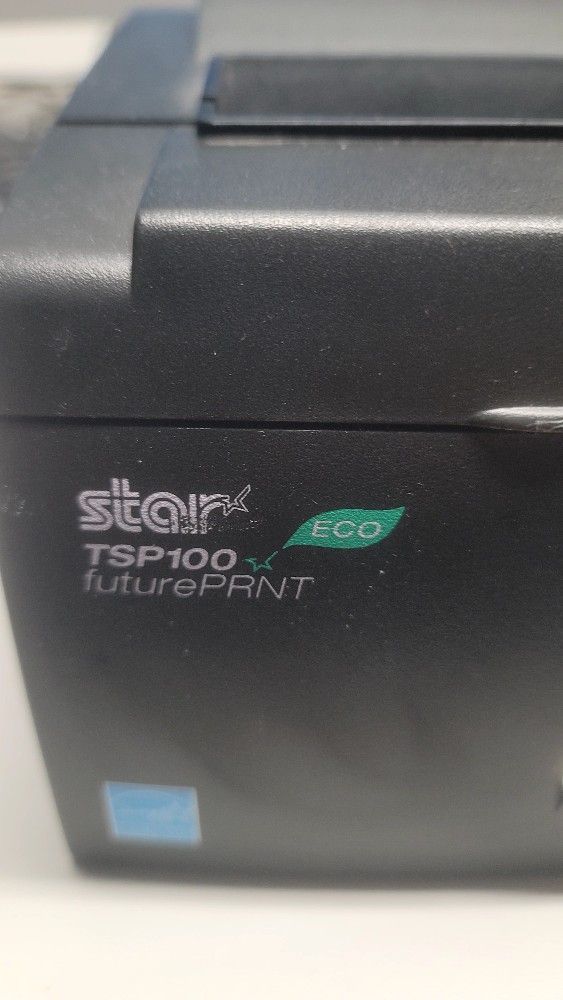 star
ECO
TSP100
futurePRNT